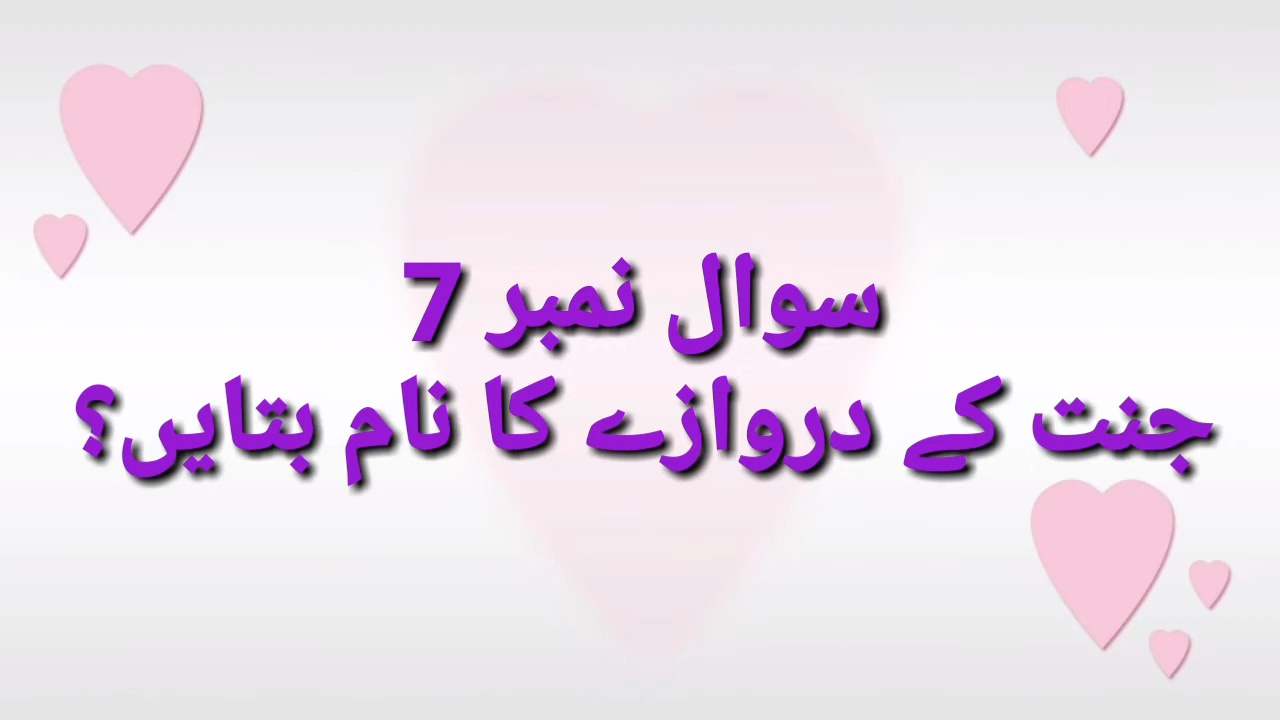 سوال نمبر 7
جنت کے دروازے کا نام بتایں؟